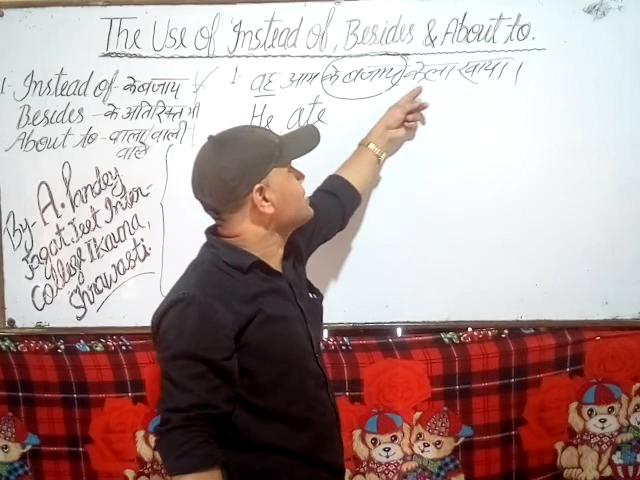 The Use of Instead of, Besides & About to.
1- Instead of - के बजाय
Besides - के अतिरिक्त भी
About to - वाला वाली
वाले
1- वह आम के बजाय केला खाया।
He ate
By- A. Pandey
Jagat Jeet Inter-
College Ikauna,
Shrawasti